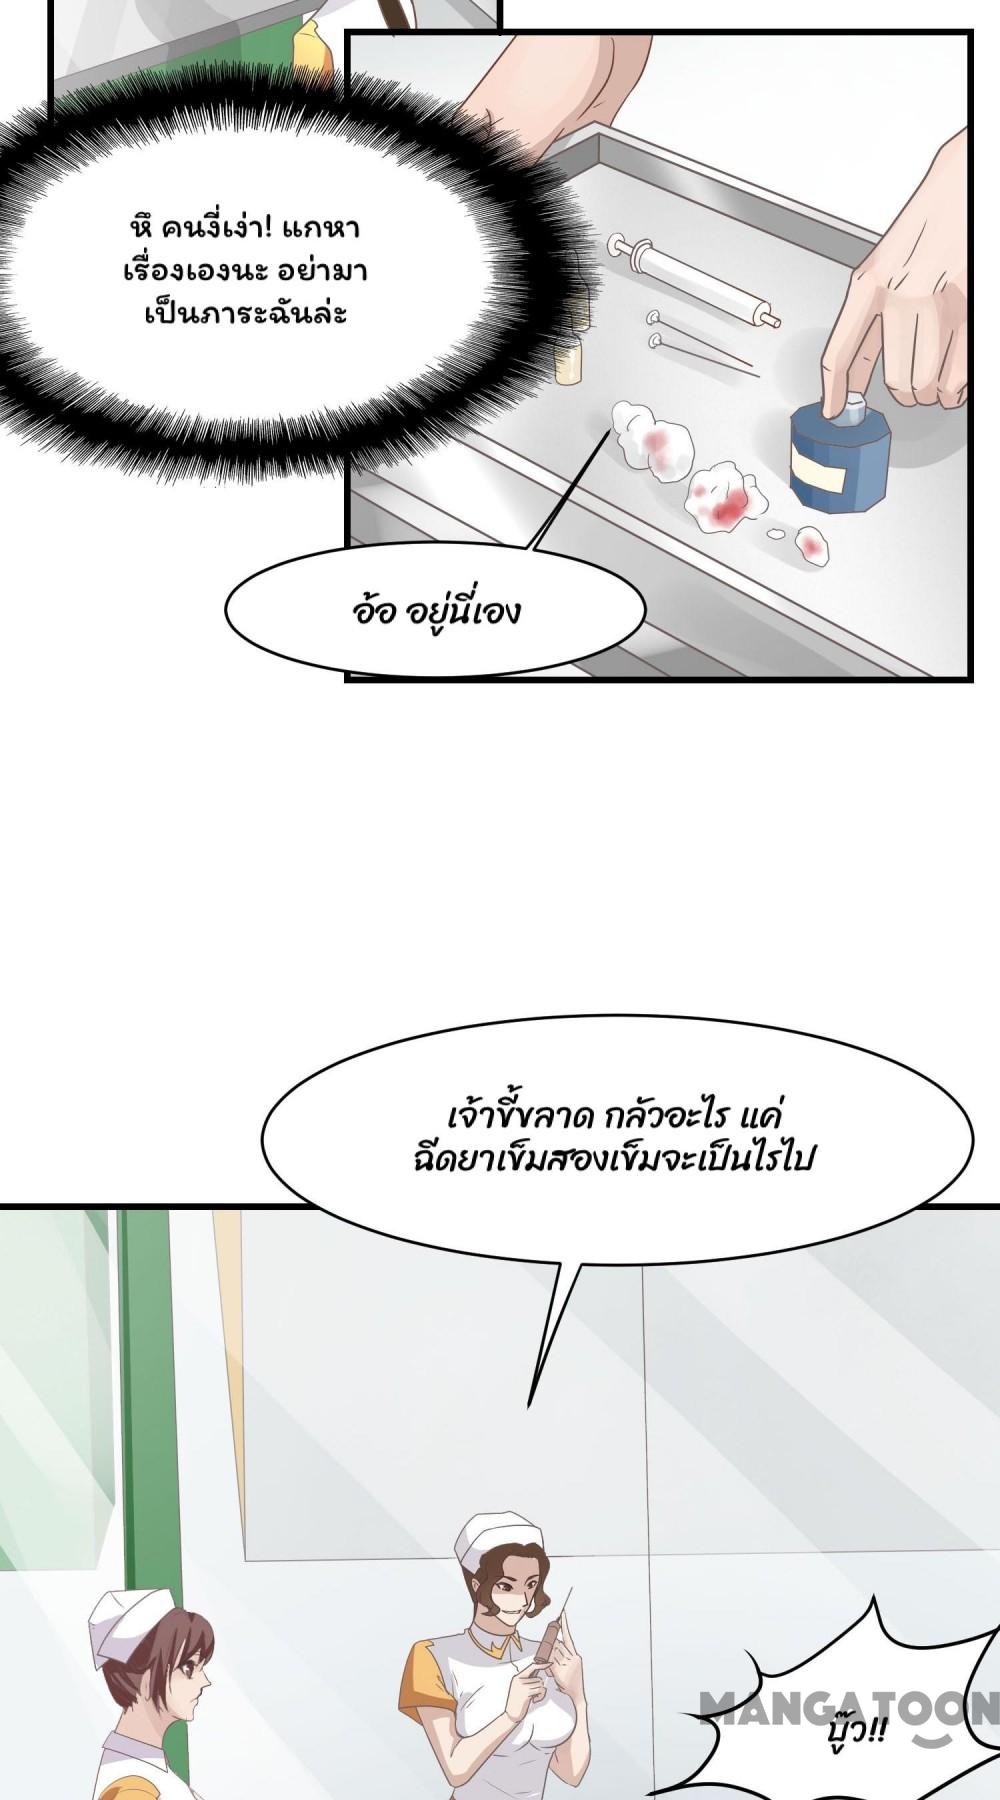 หึ คนงี่เง่า! แกหา
เรื่องเองนะ อย่ามา
เป็นภาระฉันล่ะ
อ้อ อยู่นี่เอง
เจ้าขี้ขลาด กลัวอะไร แค่
ฉีดยาเข็มสองเข็มจะเป็นไรไป
MANGATOON
บู๊ว!!